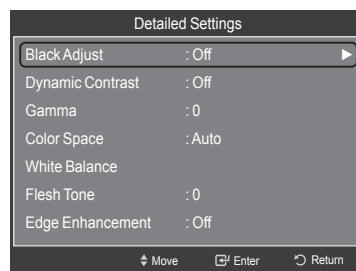 Detailed Settings
Black Adjust : Off
Dynamic Contrast : Off
Gamma : 0
Color Space : Auto
White Balance
Flesh Tone : 0
Edge Enhancement : Off
Move Enter Return